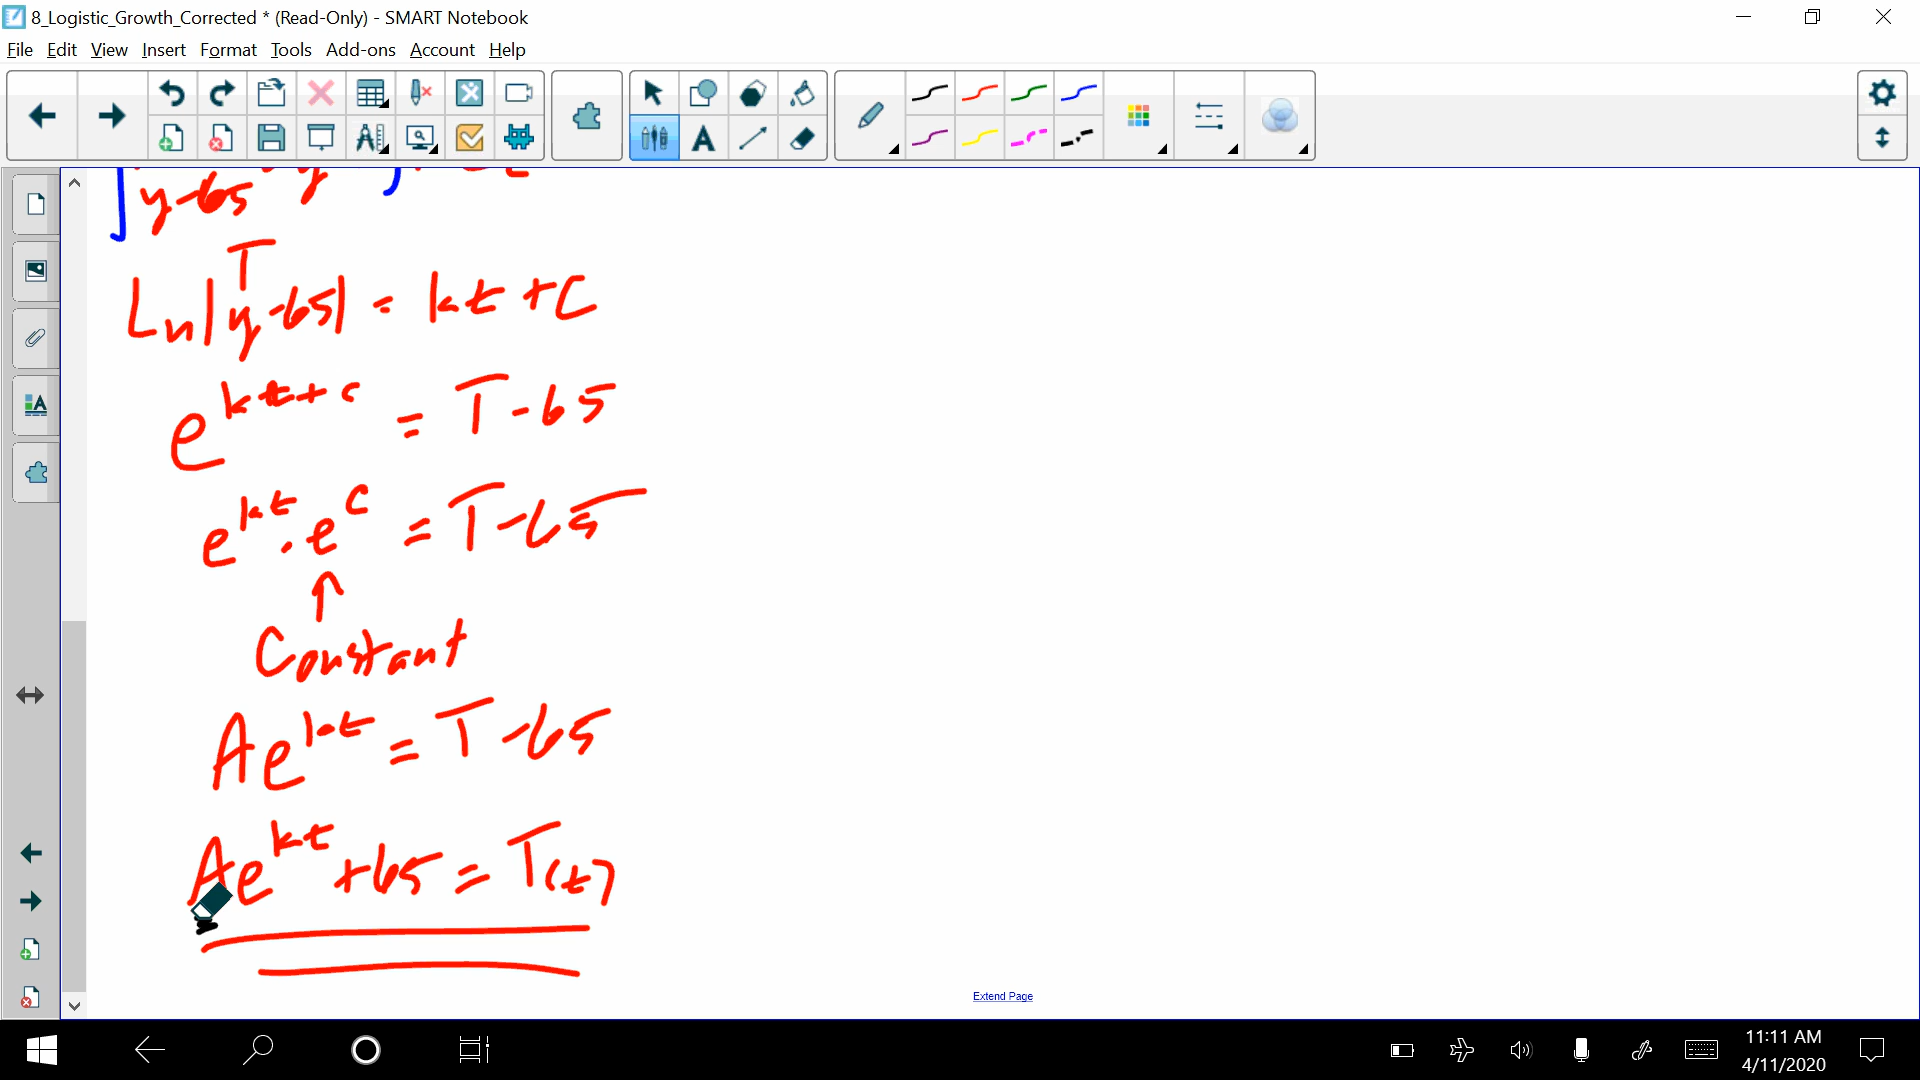 8_Logistic_Growth_Corrected * (Read-Only) - SMART Notebook
File Edit View Insert Format Tools Add-ons Account Help
y-65
T
Ln|y-65| = kt + C
e^{kt+c} = T-65
e^{kt} · e^{c} = T-65
↑
Constant
Ae^{kt} = T-65
Ae^{kt} + 65 = T(t)
Extend Page
11:11 AM
4/11/2020